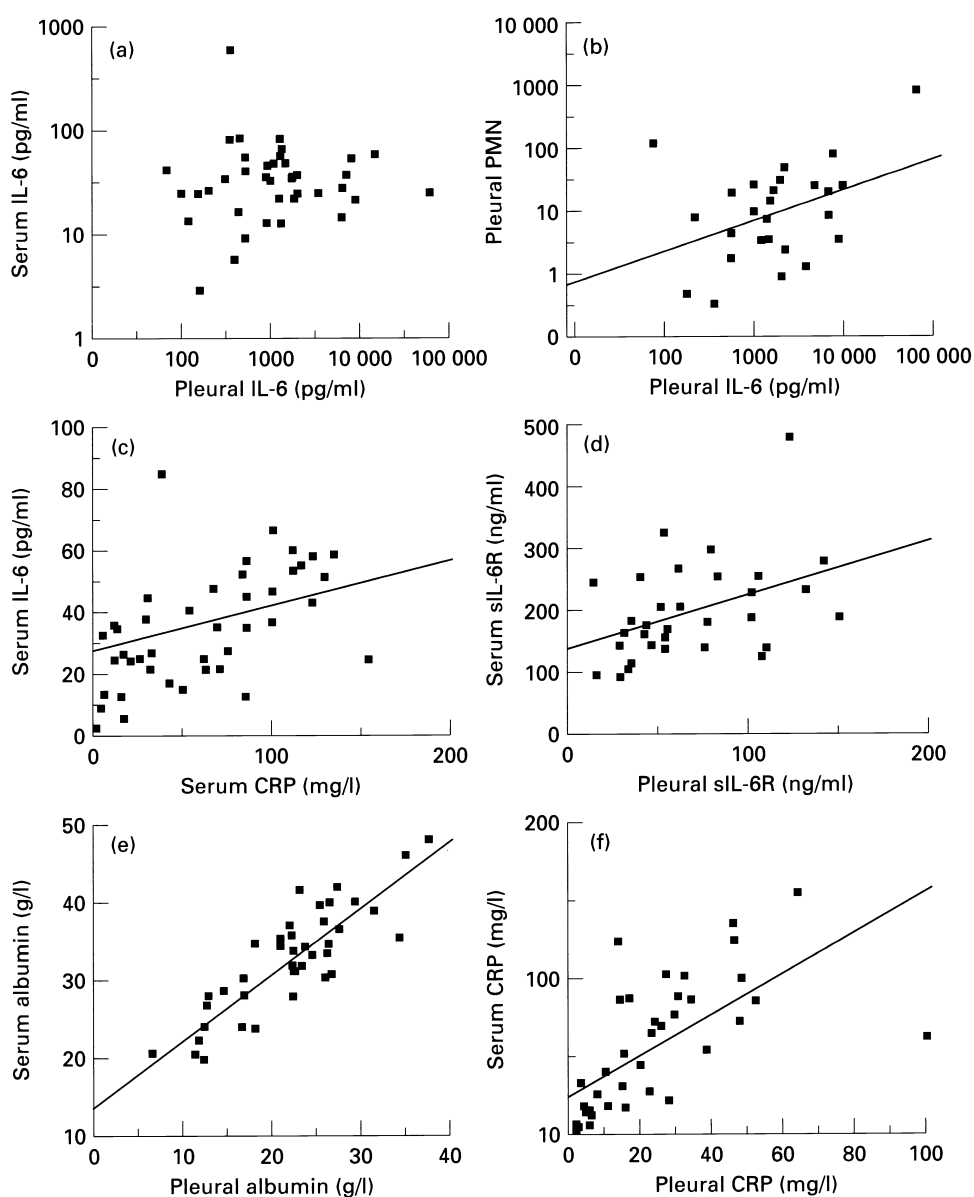 (a)
Serum IL-6 (pg/ml)
1000
100
10
1
0 100 1000 10 000 100 000
Pleural IL-6 (pg/ml)
(b)
Pleural PMN
10 000
1000
100
10
1
0
0 100 1000 10 000 100 000
Pleural IL-6 (pg/ml)
(c)
Serum IL-6 (pg/ml)
100
80
60
40
20
0
0 100 200
Serum CRP (mg/l)
(d)
Serum sIL-6R (ng/ml)
500
400
300
200
100
0
0 100 200
Pleural sIL-6R (ng/ml)
(e)
Serum albumin (g/l)
50
40
30
20
10
0 10 20 30 40
Pleural albumin (g/l)
(f)
Serum CRP (mg/l)
200
100
10
0 20 40 60 80 100
Pleural CRP (mg/l)